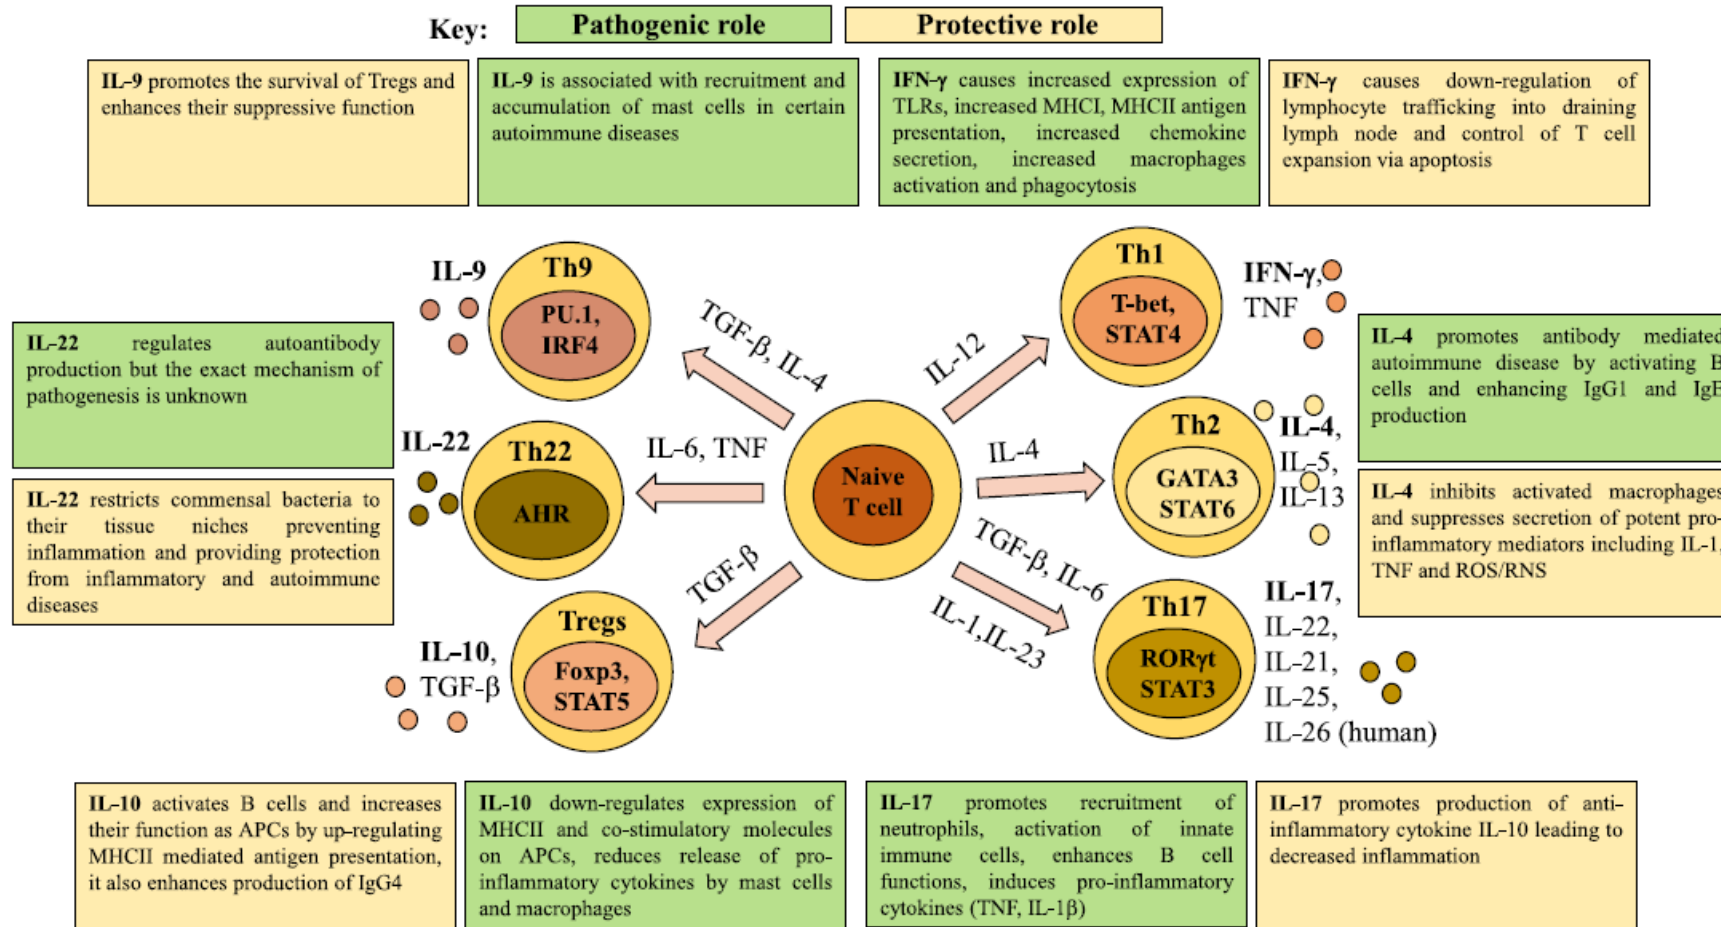 Key:
Pathogenic role
Protective role
IL-9 promotes the survival of Tregs and
enhances their suppressive function
IL-9 is associated with recruitment and
accumulation of mast cells in certain
autoimmune diseases
IFN-γ causes increased expression of
TLRs, increased MHCI, MHCII antigen
presentation, increased chemokine
secretion, increased macrophages
activation and phagocytosis
IFN-γ causes down-regulation of
lymphocyte trafficking into draining
lymph node and control of T cell
expansion via apoptosis
IL-9
Th9
PU.1,
IRF4
TGF-β, IL-4
IL-12
Th1
T-bet,
STAT4
IFN-γ,
TNF
IL-22 regulates autoantibody
production but the exact mechanism of
pathogenesis is unknown
IL-4 promotes antibody mediated
autoimmune disease by activating B
cells and enhancing IgG1 and IgE
production
IL-22
Th22
AHR
IL-6, TNF
Naive
T cell
IL-4
Th2
GATA3
STAT6
IL-4,
IL-5,
IL-13
IL-22 restricts commensal bacteria to
their tissue niches preventing
inflammation and providing protection
from inflammatory and autoimmune
diseases
IL-4 inhibits activated macrophages
and suppresses secretion of potent pro-
inflammatory mediators including IL-1,
TNF and ROS/RNS
IL-10,
TGF-β
Tregs
Foxp3,
STAT5
TGF-β
TGF-β, IL-6
IL-1,IL-23
Th17
RORγt
STAT3
IL-17,
IL-22,
IL-21,
IL-25,
IL-26 (human)
IL-10 activates B cells and increases
their function as APCs by up-regulating
MHCII mediated antigen presentation,
it also enhances production of IgG4
IL-10 down-regulates expression of
MHCII and co-stimulatory molecules
on APCs, reduces release of pro-
inflammatory cytokines by mast cells
and macrophages
IL-17 promotes recruitment of
neutrophils, activation of innate
immune cells, enhances B cell
functions, induces pro-inflammatory
cytokines (TNF, IL-1β)
IL-17 promotes production of anti-
inflammatory cytokine IL-10 leading to
decreased inflammation